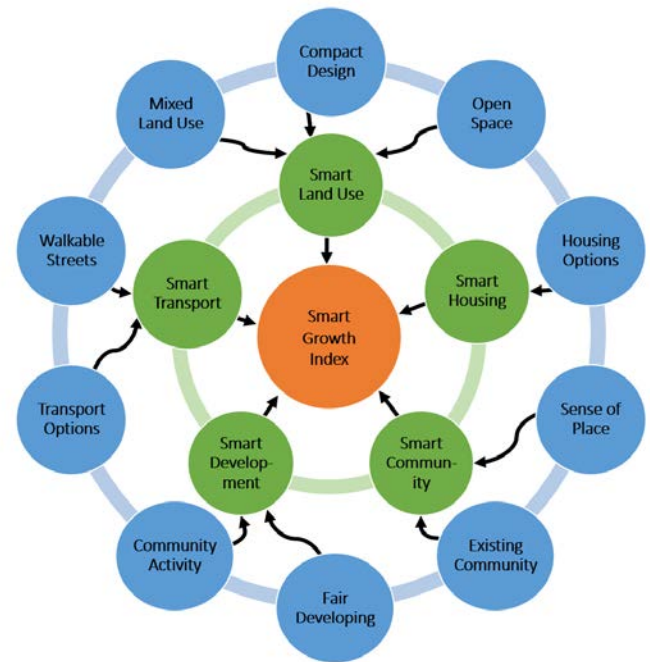 Compact
Design
Mixed
Land Use
Open
Space
Smart
Land Use
Walkable
Streets
Housing
Options
Smart
Transport
Smart
Housing
Smart
Growth
Index
Transport
Options
Sense of
Place
Smart
Develop-
ment
Smart
Commun-
ity
Community
Activity
Existing
Community
Fair
Developing